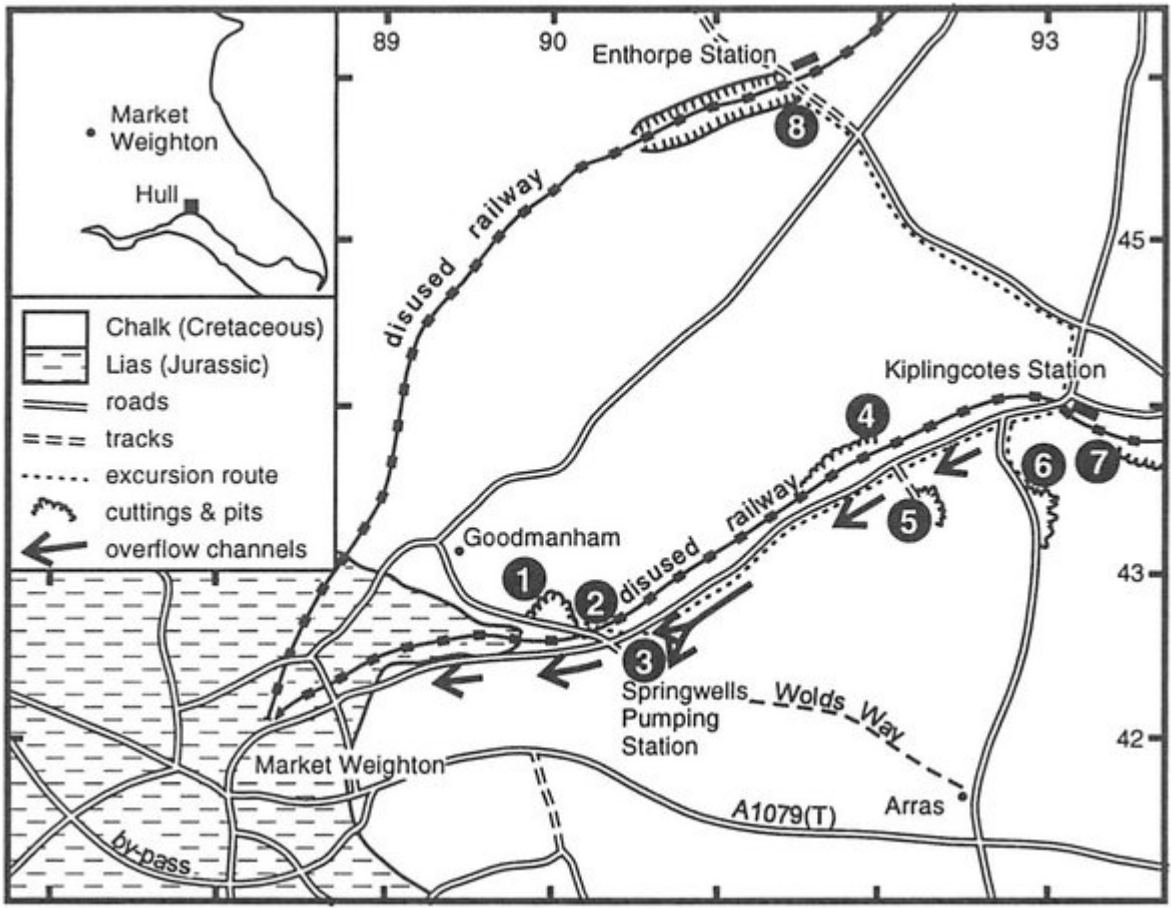 89
90
93
Enthorpe Station
8
Market
Weighton
Hull
disused railway
45
Chalk (Cretaceous)
Lias (Jurassic)
roads
tracks
excursion route
cuttings & pits
overflow channels
Kiplingcotes Station
4
6
7
5
Goodmanham
disused railway
1
2
3
43
Springwells
Pumping
Station
Wolds Way
42
Market Weighton
Arras
A1079(T)
by-pass